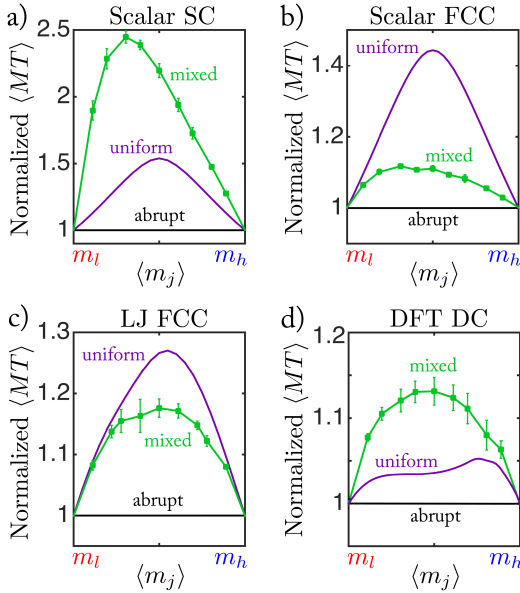 a) Scalar SC
Normalized ⟨MT⟩
2.5
2
1.5
1
mixed
uniform
abrupt
m_l
m_h
⟨m_j⟩
b) Scalar FCC
Normalized ⟨MT⟩
1.4
1.2
1
uniform
mixed
abrupt
m_l
m_h
⟨m_j⟩
c) LJ FCC
Normalized ⟨MT⟩
1.3
1.2
1.1
1
uniform
mixed
abrupt
m_l
m_h
⟨m_j⟩
d) DFT DC
Normalized ⟨MT⟩
1.2
1.1
1
mixed
uniform
abrupt
m_l
m_h
⟨m_j⟩